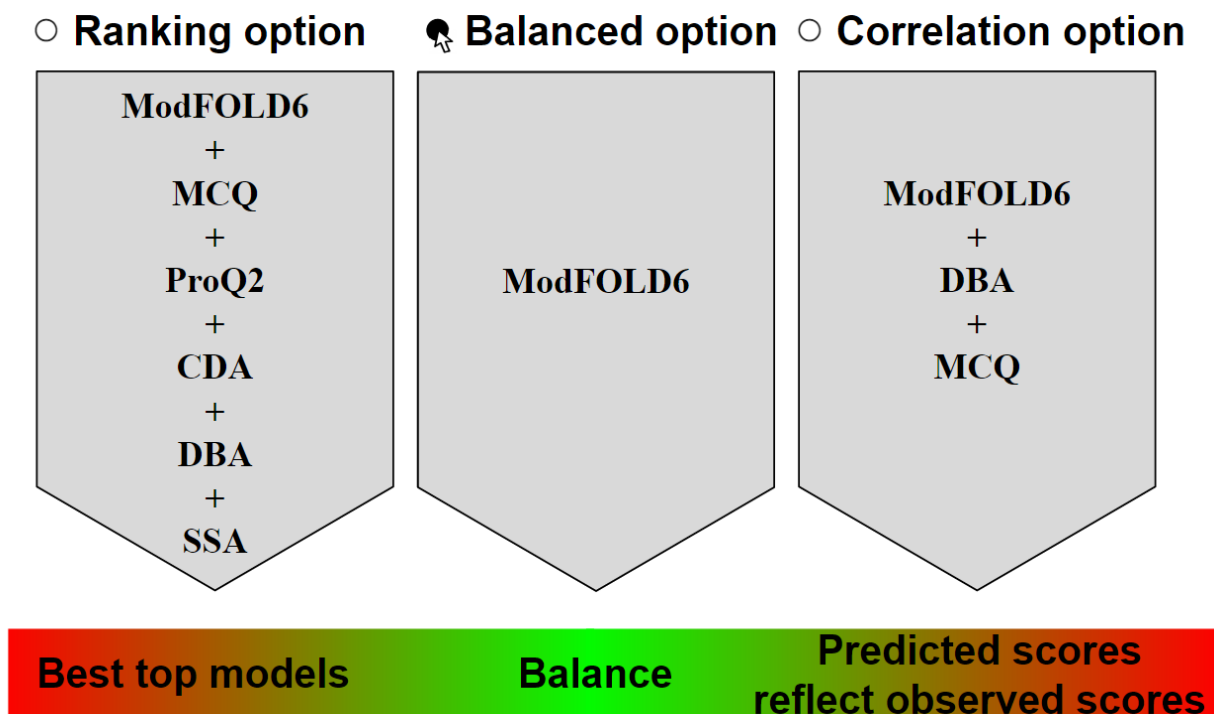 Ranking option
Balanced option
Correlation option
ModFOLD6
+
MCQ
+
ProQ2
+
CDA
+
DBA
+
SSA
ModFOLD6
ModFOLD6
+
DBA
+
MCQ
Best top models
Balance
Predicted scores
reflect observed scores